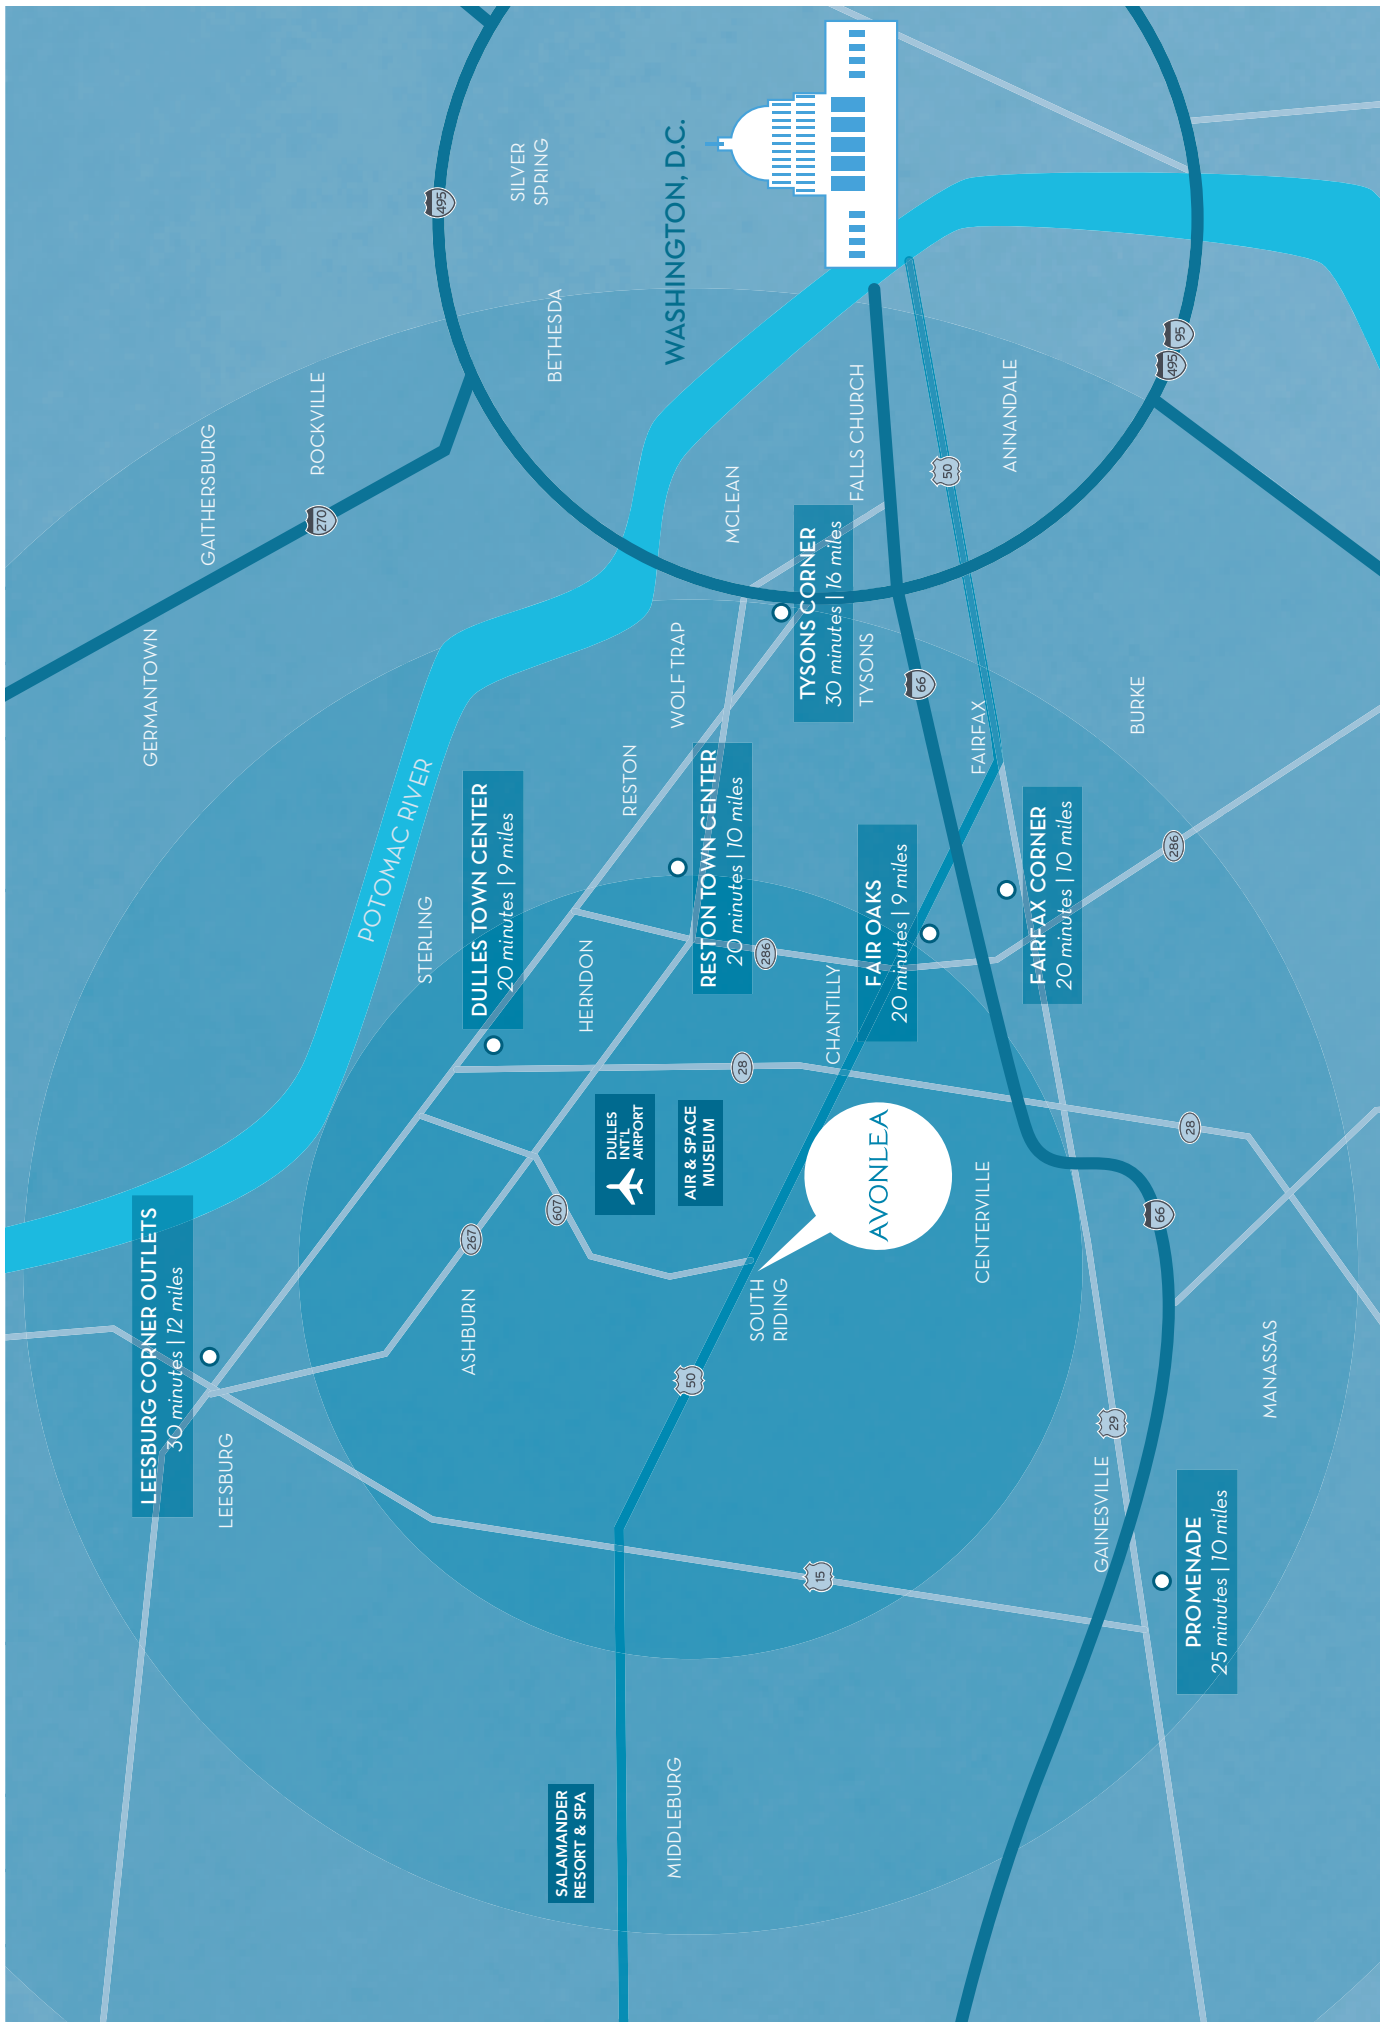 LEESBURG CORNER OUTLETS
30 minutes | 12 miles
LEESBURG
GERMANTOWN
GAITHERSBURG
ROCKVILLE
270
495
SILVER
SPRING
BETHESDA
POTOMAC RIVER
STERLING
DULLES TOWN CENTER
20 minutes | 9 miles
ASHBURN
267
607
HERNDON
RESTON
WOLF TRAP
WASHINGTON, D.C.
MCLEAN
SALAMANDER
RESORT & SPA
MIDDLEBURG
DULLES
INT'L
AIRPORT
AIR & SPACE
MUSEUM
50
RESTON TOWN CENTER
20 minutes | 10 miles
28
286
SOUTH
RIDING
15
CHANTILLY
TYSONS CORNER
30 minutes | 16 miles
TYSONS
FALLS CHURCH
AVONLEA
FAIR OAKS
20 minutes | 9 miles
66
50
CENTERVILLE
FAIRFAX
ANNANDALE
FAIRFAX CORNER
20 minutes | 10 miles
GAINESVILLE
29
BURKE
66
28
286
495
95
PROMENADE
25 minutes | 10 miles
MANASSAS